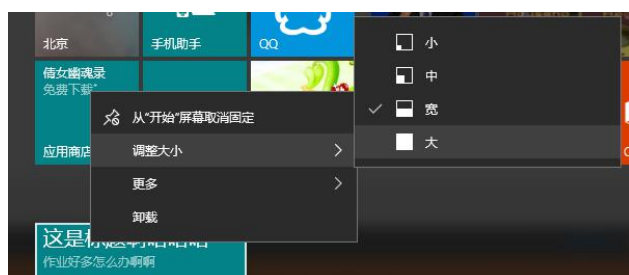 北京
手机助手
QQ
倩女幽魂录
免费下载*
应用商店
从"开始"屏幕取消固定
调整大小
更多
卸载
小
中
宽
大
作业好多怎么办啊啊